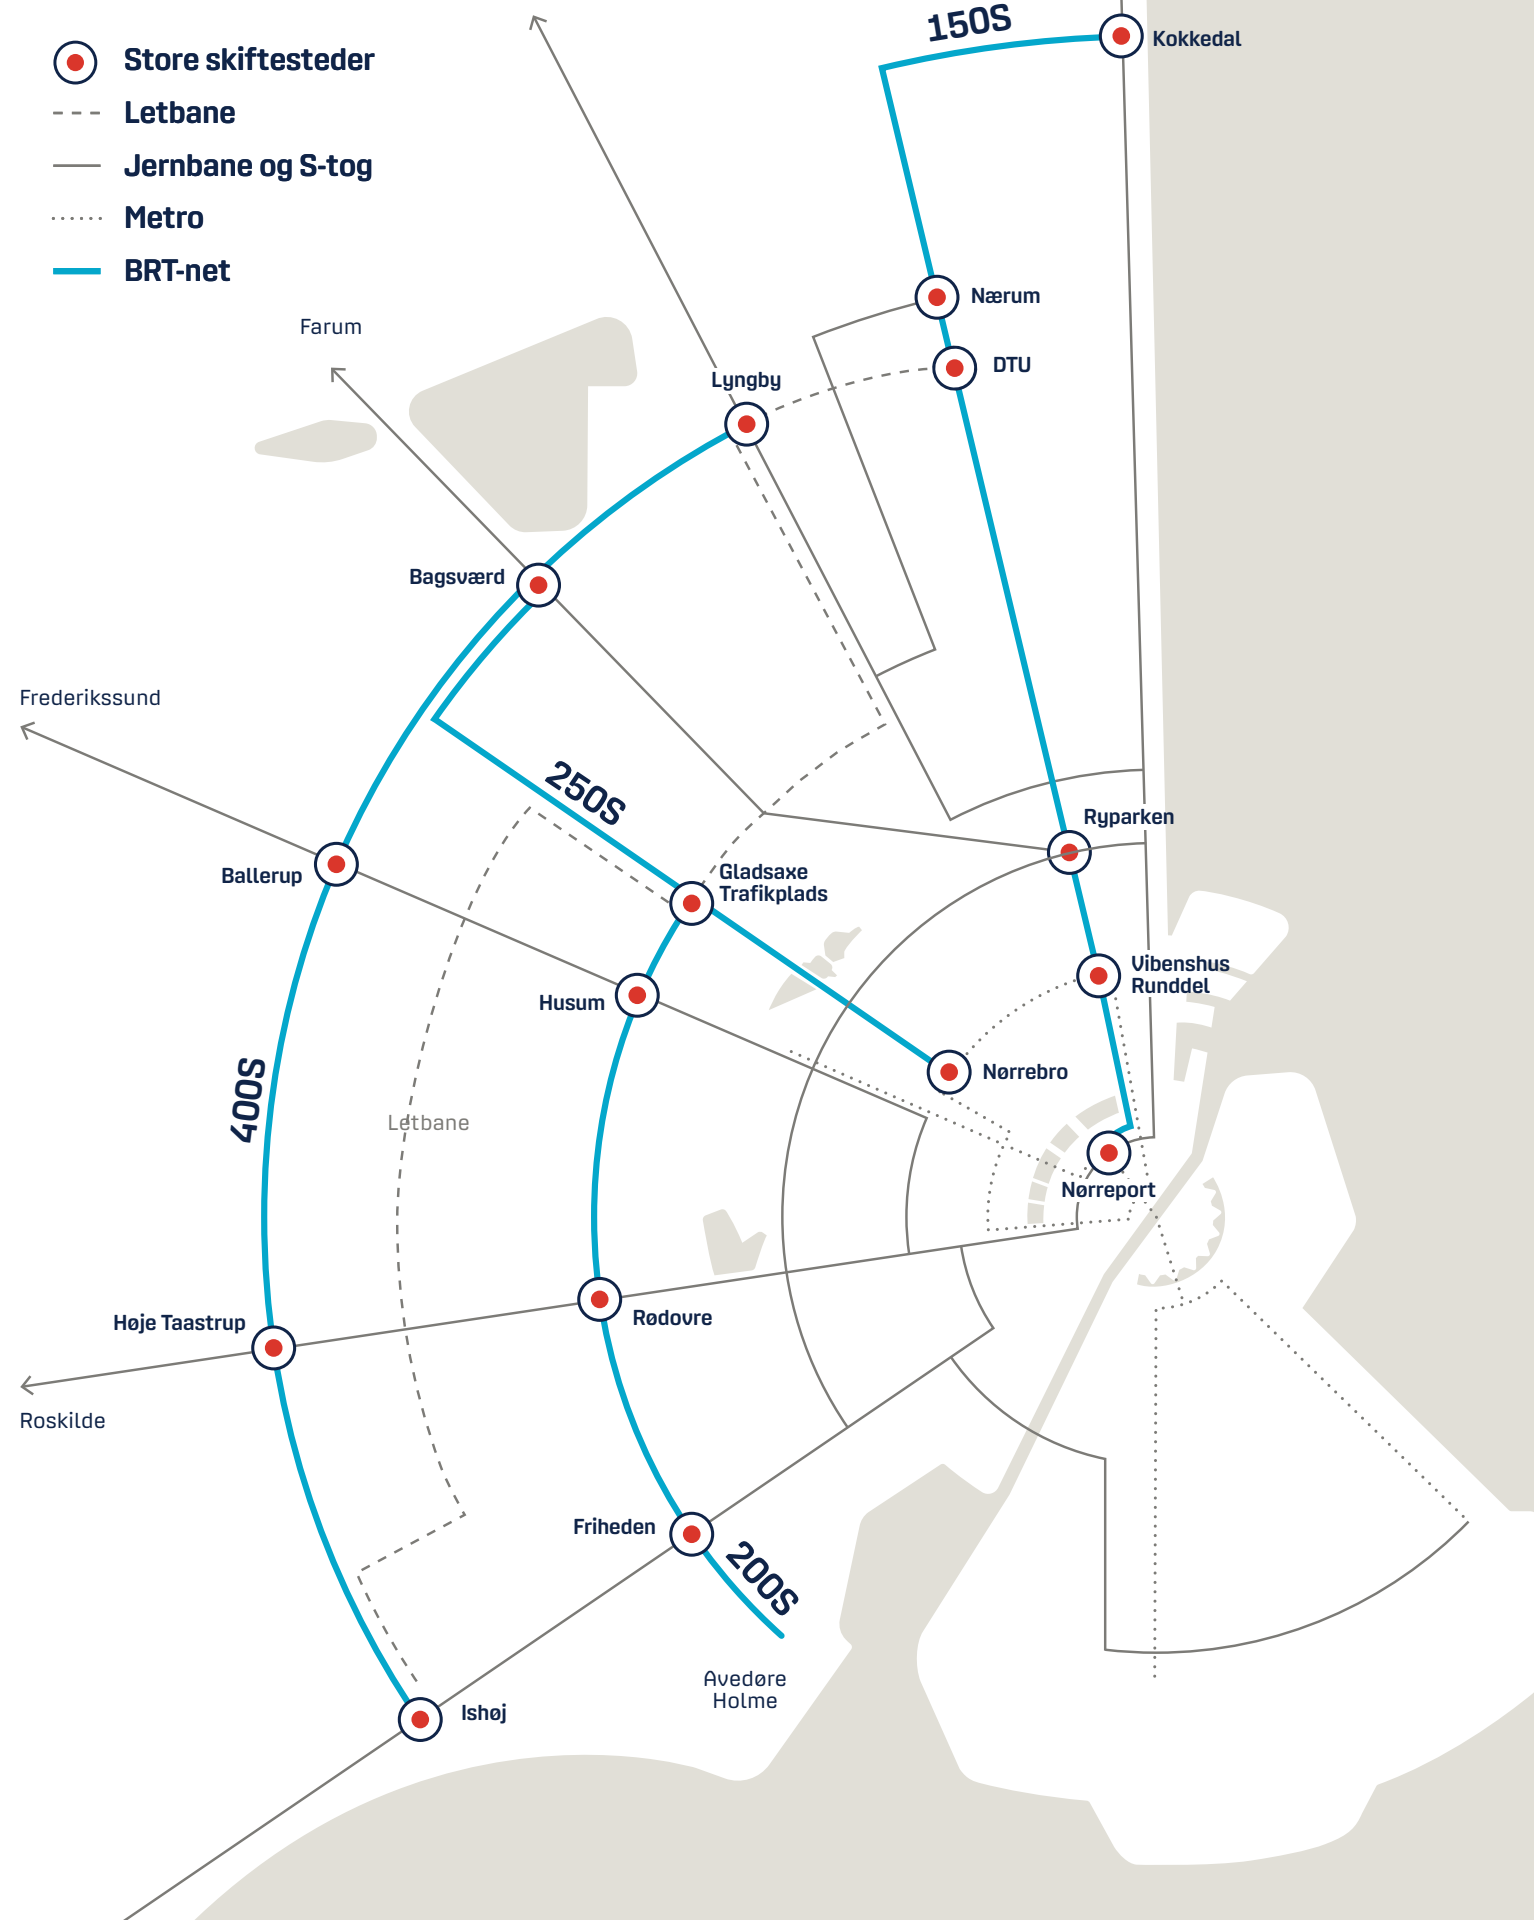 Store skiftesteder
Letbane
Jernbane og S-tog
Metro
BRT-net
150S
Kokkedal
Nærum
DTU
Farum
Lyngby
Bagsværd
Frederikssund
250S
Ballerup
Gladsaxe
Trafikplads
Ryparken
Husum
Vibenshus
Runddel
Nørrebro
400S
Letbane
Nørreport
Høje Taastrup
Rødovre
Roskilde
Friheden
200S
Avedøre
Holme
Ishøj